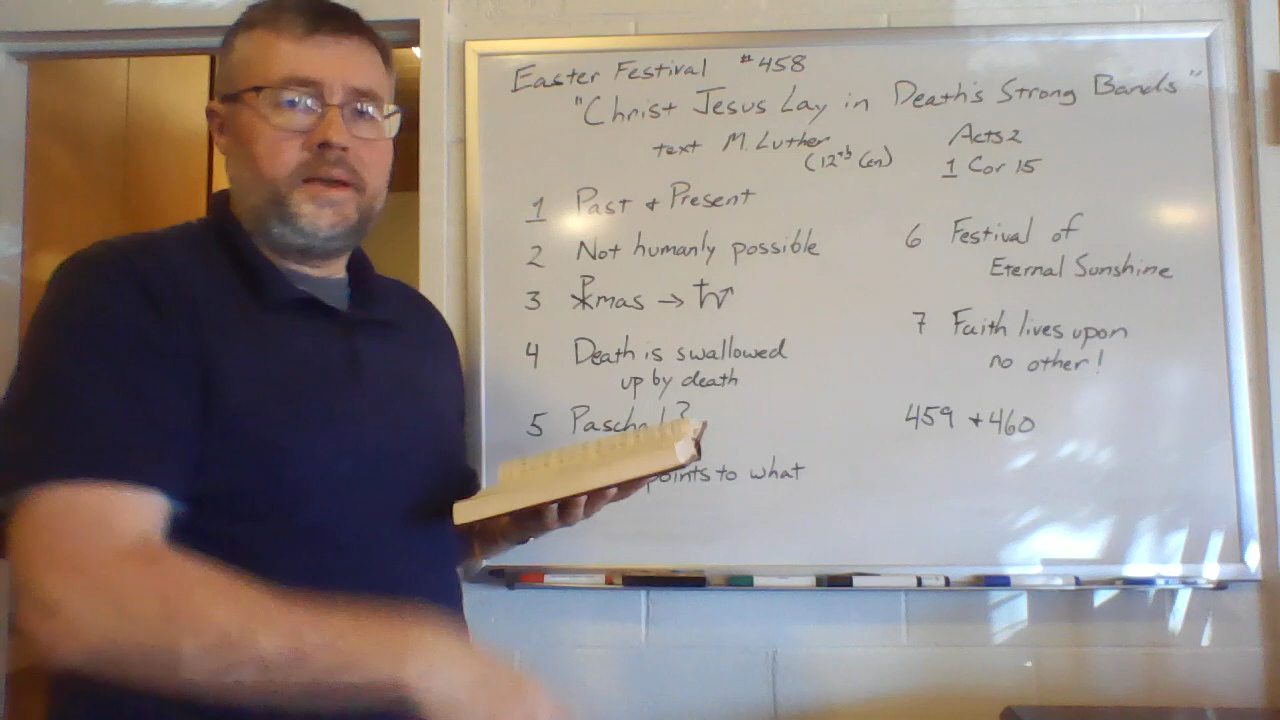 Easter Festival #458
"Christ Jesus Lay in Death's Strong Bands"
text M. Luther
(12th Cen)
Acts 2
1 Cor 15
1 Past + Present
2 Not humanly possible
3 mas →
4 Death is swallowed
up by death
5
points to what
6 Festival of
Eternal Sunshine
7 Faith lives upon
no other!
459 + 460